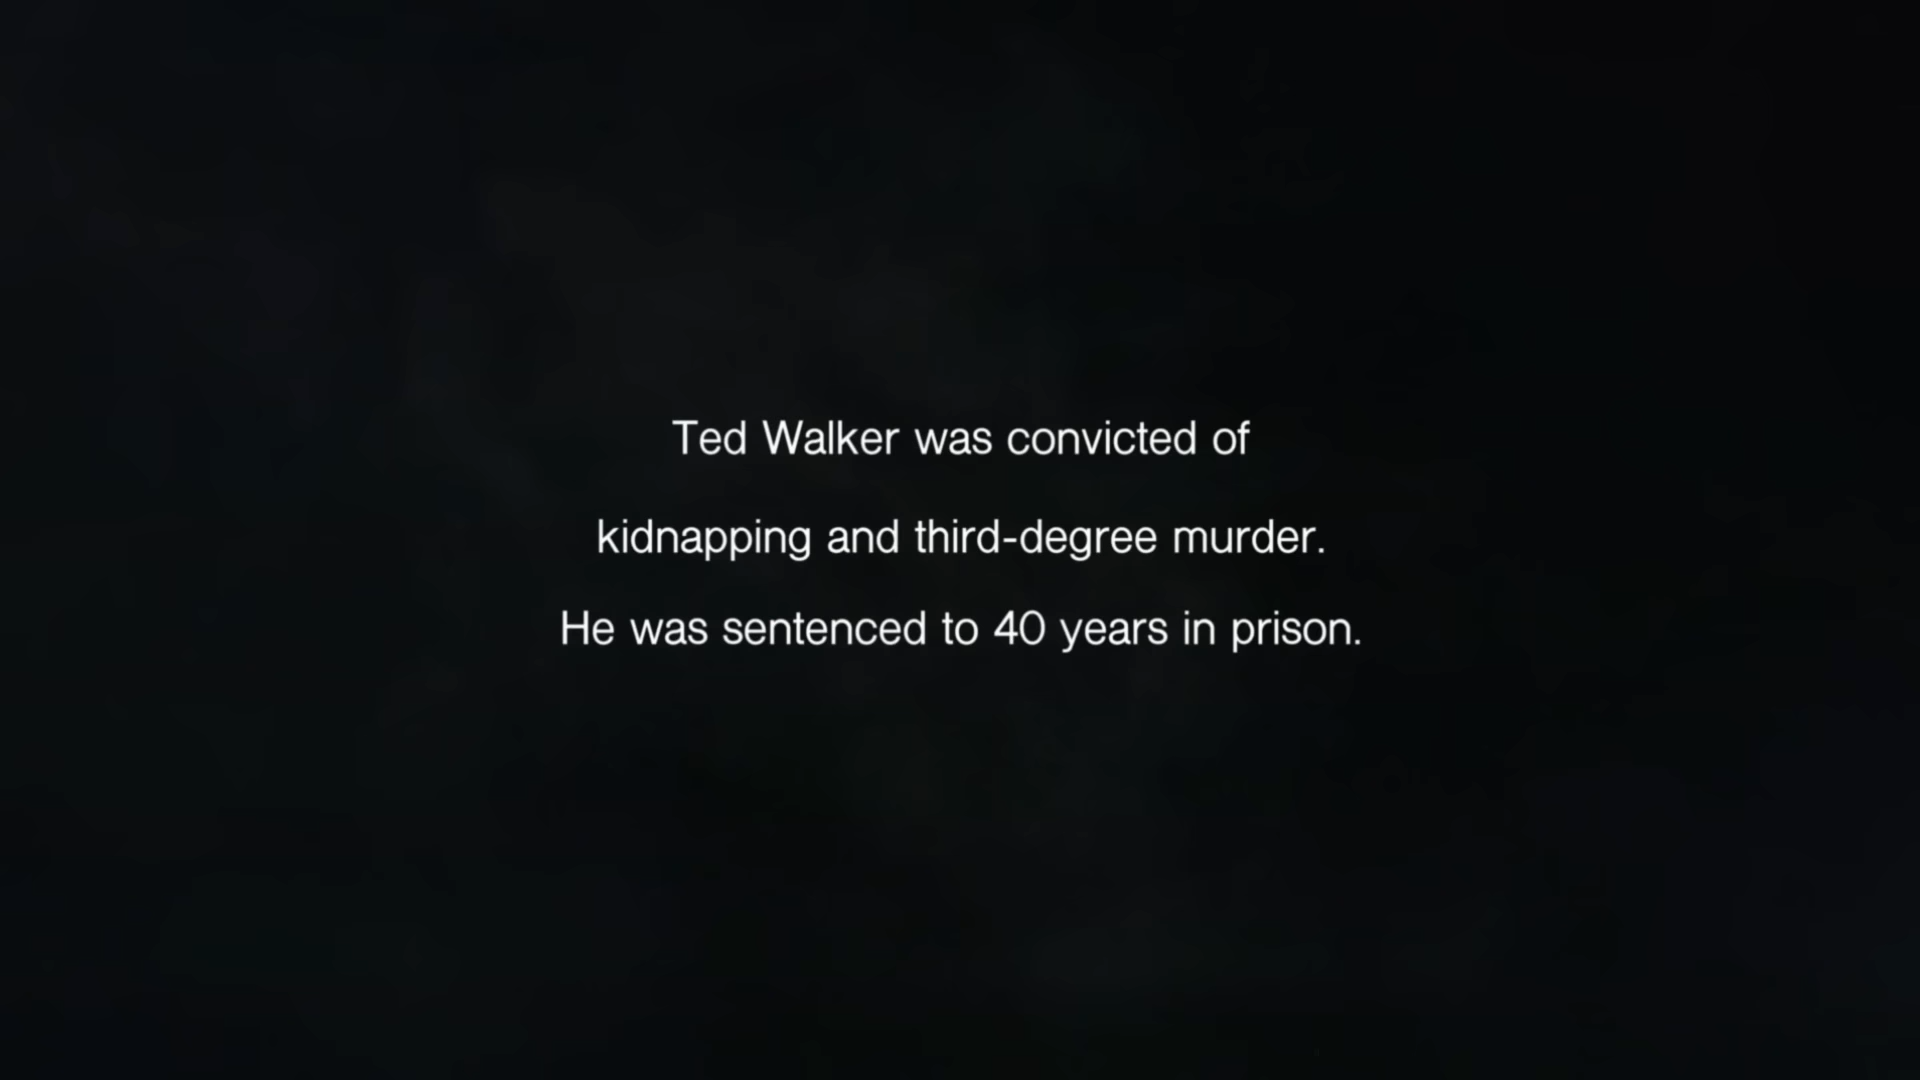 Ted Walker was convicted of
kidnapping and third-degree murder.
He was sentenced to 40 years in prison.